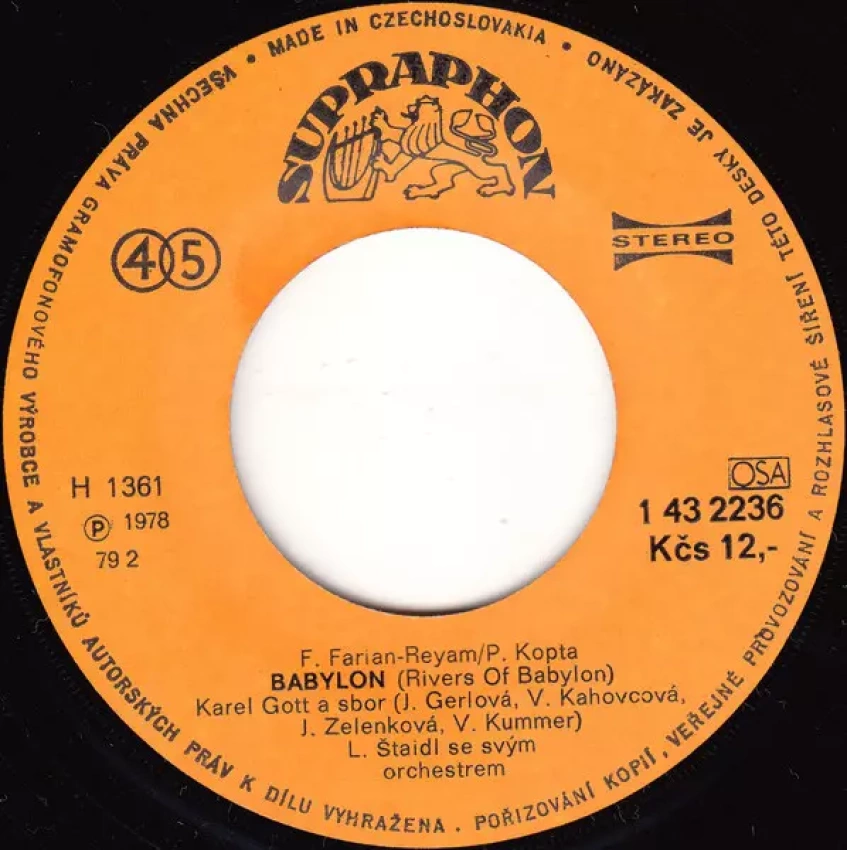 MADE IN CZECHOSLOVAKIA • VŠECHNA PRÁVA GRAMOFONOVÉHO VÝROBCE A VLASTNÍKŮ AUTORSKÝCH PRÁV K DÍLU VYHRAŽENA. POŘIZOVÁNÍ KOPIÍ, VEŘEJNÉ PROVOZOVÁNÍ A ROZHLASOVÉ ŠÍŘENÍ TÉTO DESKY JE ZAKÁZÁNO •
SUPRAPHON
45
STEREO
H 1361
Ⓟ 1978
79 2
OSA
1 43 2236
Kčs 12,-
F. Farian-Reyam/P. Kopta
BABYLON (Rivers Of Babylon)
Karel Gott a sbor (J. Gerlová, V. Kahovcová,
J. Zelenková, V. Kummer)
L. Štaidl se svým
orchestrem